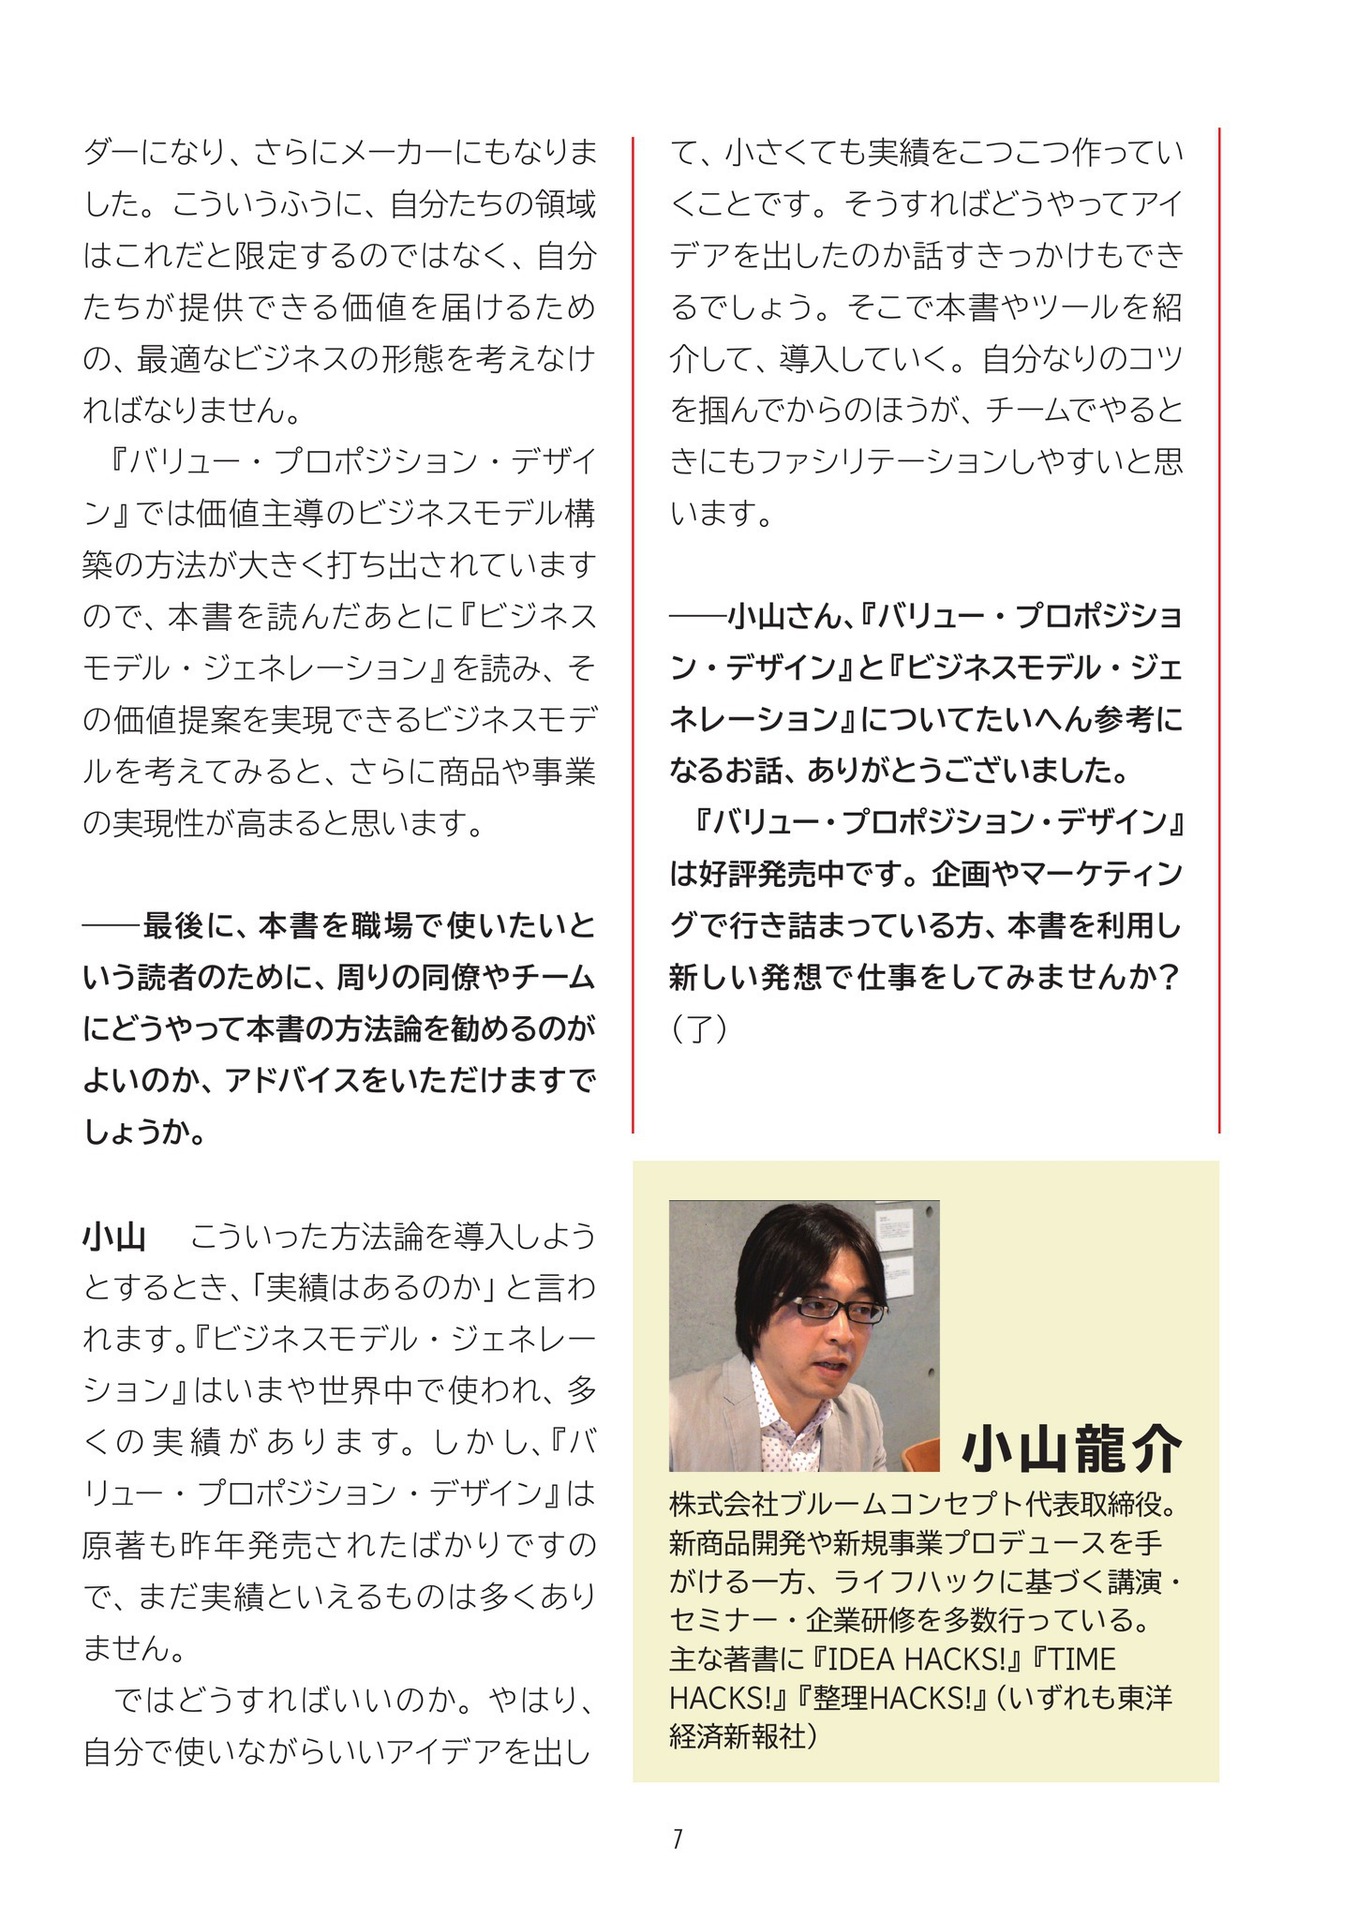 ダーになり、さらにメーカーにもなりま
した。こういうふうに、自分たちの領域
はこれだと限定するのではなく、自分
たちが提供できる価値を届けるため
の、最適なビジネスの形態を考えなけ
ればなりません。
『バリュー・プロポジション・デザイ
ン』では価値主導のビジネスモデル構
築の方法が大きく打ち出されています
ので、本書を読んだあとに『ビジネス
モデル・ジェネレーション』を読み、そ
の価値提案を実現できるビジネスモデ
ルを考えてみると、さらに商品や事業
の実現性が高まると思います。
――最後に、本書を職場で使いたいと
いう読者のために、周りの同僚やチーム
にどうやって本書の方法論を勧めるのが
よいのか、アドバイスをいただけますで
しょうか。
小山　こういった方法論を導入しよう
とするとき、「実績はあるのか」と言わ
れます。『ビジネスモデル・ジェネレー
ション』はいまや世界中で使われ、多
くの実績があります。しかし、『バ
リュー・プロポジション・デザイン』は
原著も昨年発売されたばかりですの
で、まだ実績といえるものは多くあり
ません。
ではどうすればいいのか。やはり、
自分で使いながらいいアイデアを出し
て、小さくても実績をこつこつ作ってい
くことです。そうすればどうやってアイ
デアを出したのか話すきっかけもでき
るでしょう。そこで本書やツールを紹
介して、導入していく。自分なりのコツ
を掴んでからのほうが、チームでやると
きにもファシリテーションしやすいと思
います。
――小山さん、『バリュー・プロポジショ
ン・デザイン』と『ビジネスモデル・ジェ
ネレーション』についてたいへん参考に
なるお話、ありがとうございました。
『バリュー・プロポジション・デザイン』
は好評発売中です。企画やマーケティン
グで行き詰まっている方、本書を利用し
新しい発想で仕事をしてみませんか？
（了）
小山龍介
株式会社ブルームコンセプト代表取締役。
新商品開発や新規事業プロデュースを手
がける一方、ライフハックに基づく講演・
セミナー・企業研修を多数行っている。
主な著書に『IDEA HACKS!』『TIME
HACKS!』『整理HACKS!』（いずれも東洋
経済新報社）
7